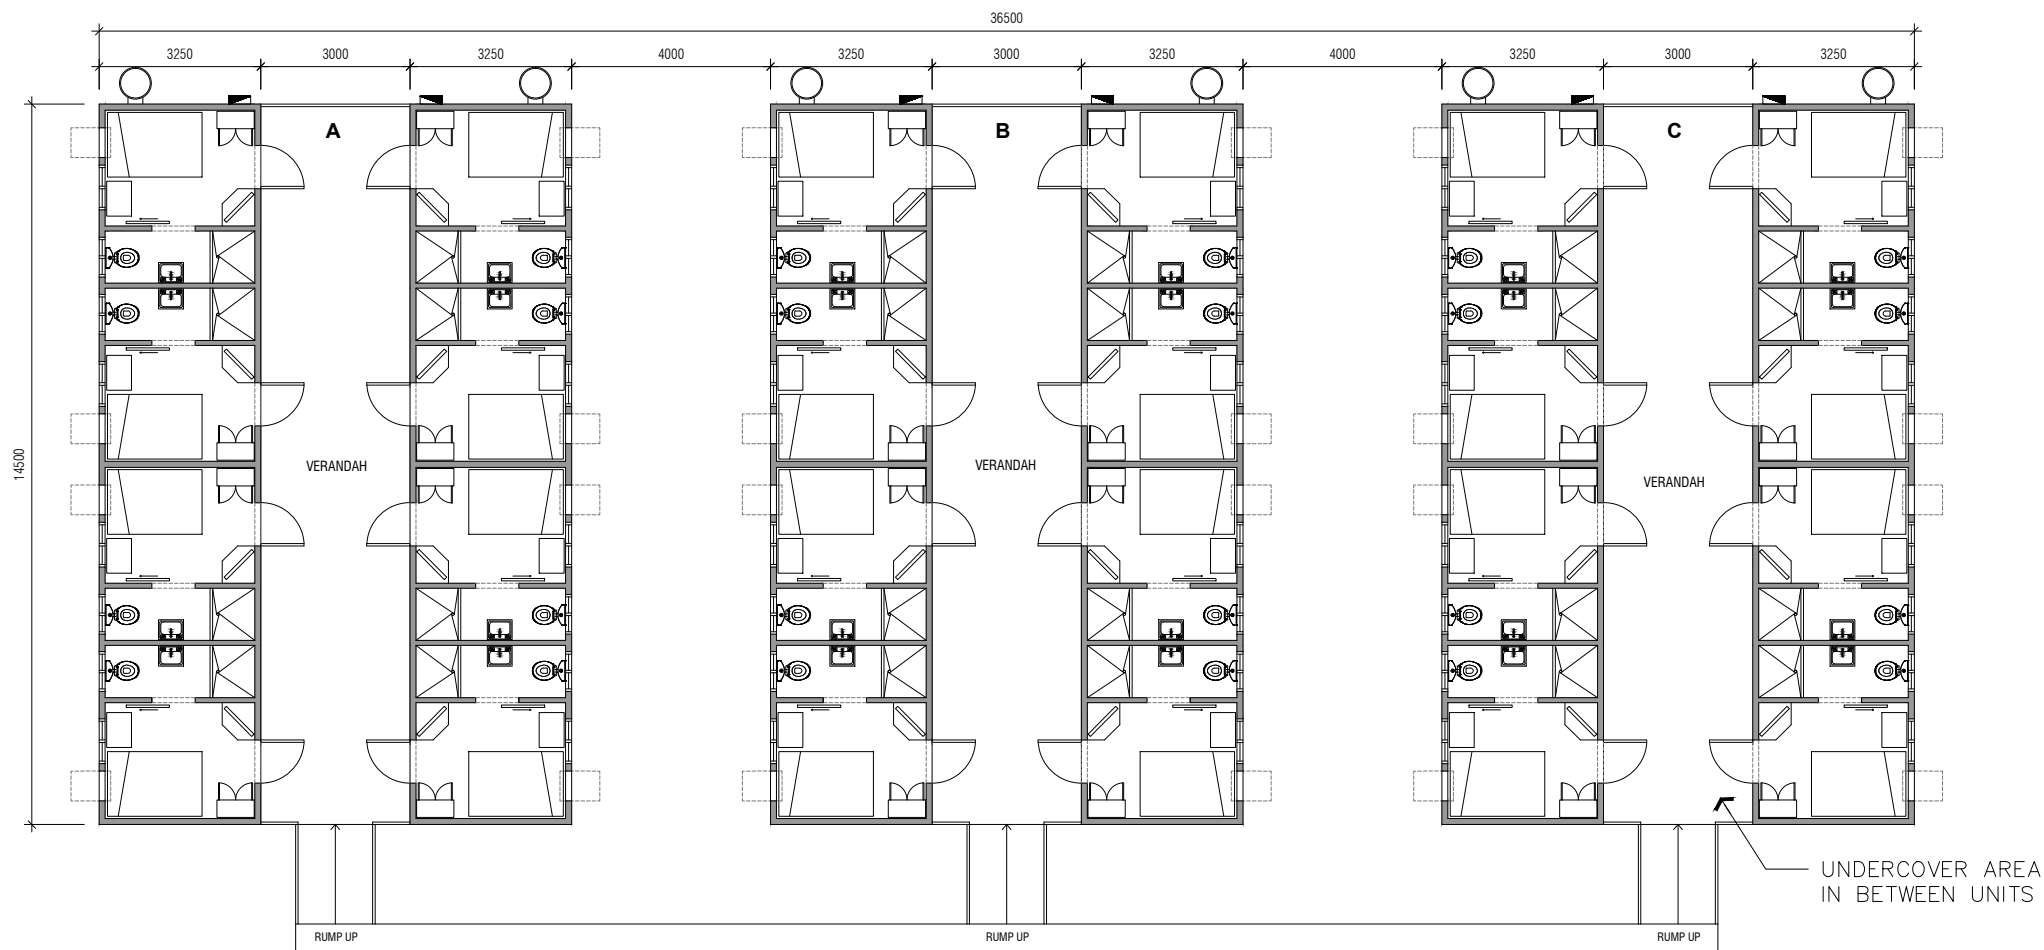 36500
3250 3000 3250 4000 3250 3000 3250 4000 3250 3000 3250
A B C
14500
VERANDAH VERANDAH VERANDAH
UNDERCOVER AREA
IN BETWEEN UNITS
RUMP UP RUMP UP RUMP UP